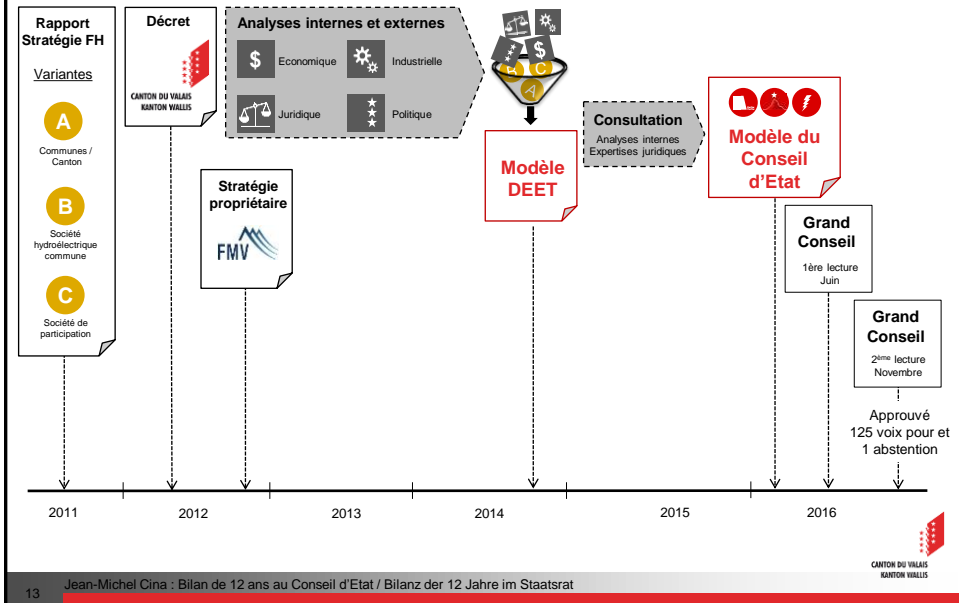 Rapport
Stratégie FH
Variantes
A
Communes /
Canton
B
Société
hydroélectrique
commune
C
Société de
participation
Décret
CANTON DU VALAIS
KANTON WALLIS
Analyses internes et externes
$ Economique
Industrielle
Juridique
Politique
Stratégie
propriétaire
FMV
$
B C
A
Modèle
DEET
Consultation
Analyses internes
Expertises juridiques
Modèle du
Conseil
d'Etat
Grand
Conseil
1ère lecture
Juin
Grand
Conseil
2ème lecture
Novembre
Approuvé
125 voix pour et
1 abstention
2011 2012 2013 2014 2015 2016
CANTON DU VALAIS
KANTON WALLIS
13 Jean-Michel Cina : Bilan de 12 ans au Conseil d'Etat / Bilanz der 12 Jahre im Staatsrat